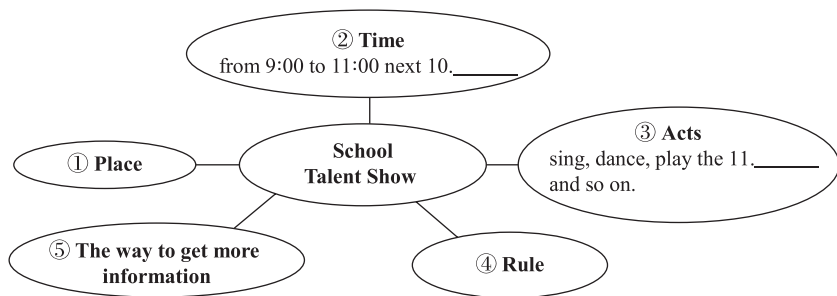 ② Time
from 9:00 to 11:00 next 10.______
③ Acts
sing, dance, play the 11.______
and so on.
① Place
School
Talent Show
⑤ The way to get more
information
④ Rule